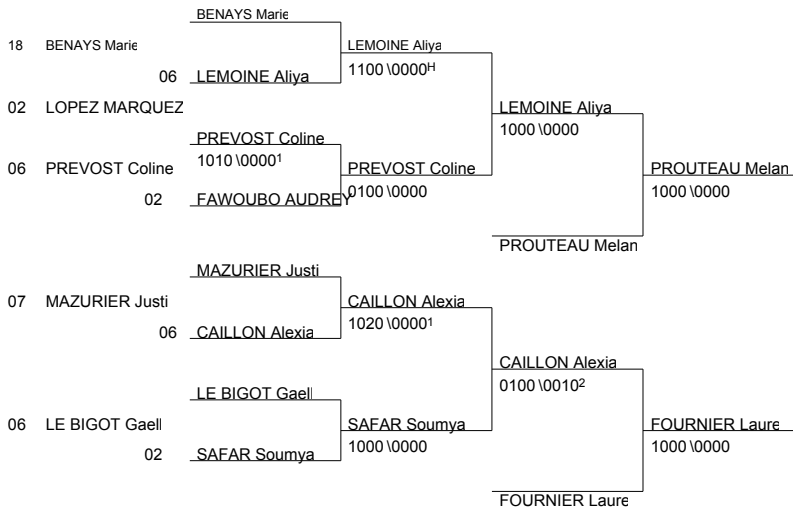 BENAYS Marie
18 BENAYS Marie
LEMOINE Aliya
1100 \0000H
06 LEMOINE Aliya
02 LOPEZ MARQUEZ
LEMOINE Aliya
1000 \0000
PREVOST Coline
1010 \00001
06 PREVOST Coline
PREVOST Coline
0100 \0000
PROUTEAU Melan
1000 \0000
02 FAWOUBO AUDREY
PROUTEAU Melan
MAZURIER Justi
07 MAZURIER Justi
CAILLON Alexia
1020 \00001
06 CAILLON Alexia
CAILLON Alexia
0100 \00102
LE BIGOT Gaell
06 LE BIGOT Gaell
SAFAR Soumya
1000 \0000
FOURNIER Laure
1000 \0000
02 SAFAR Soumya
FOURNIER Laure